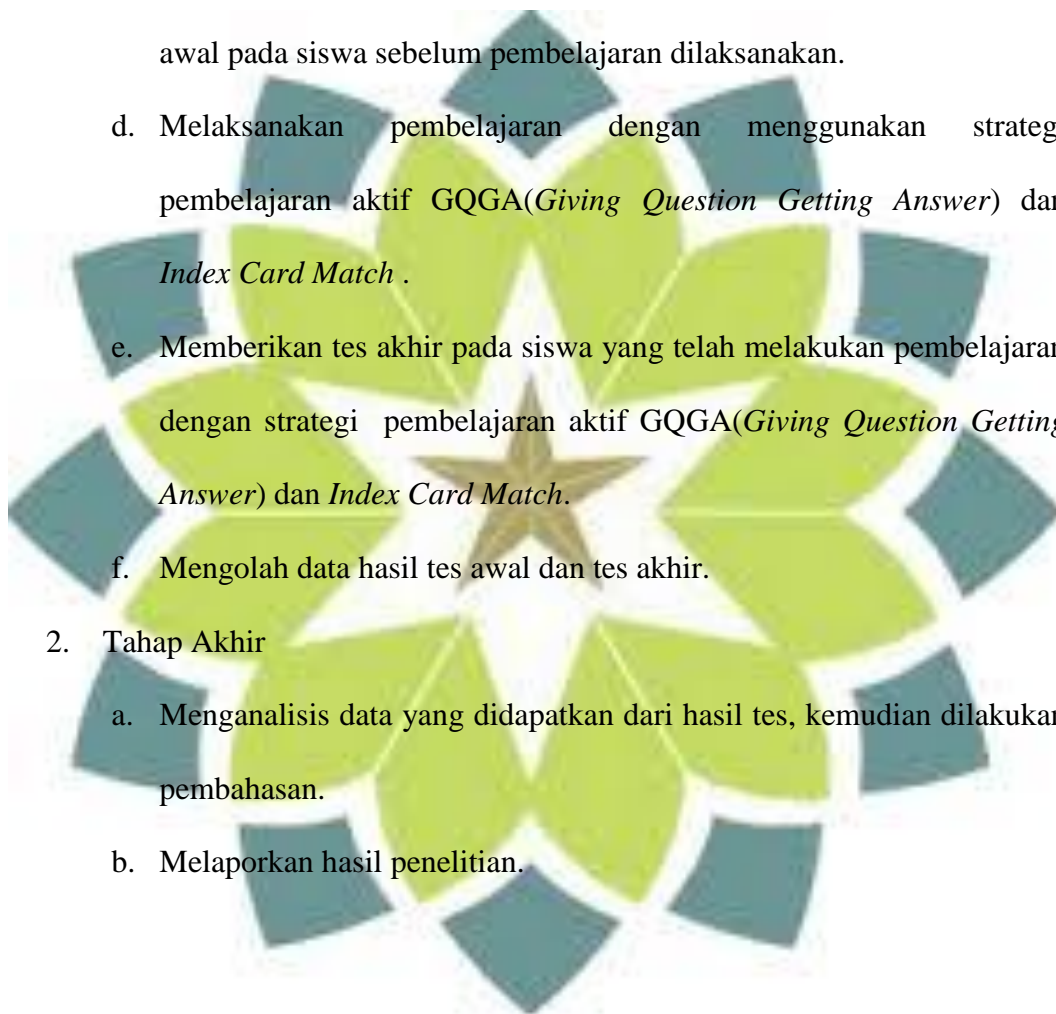 awal pada siswa sebelum pembelajaran dilaksanakan.
d. Melaksanakan pembelajaran dengan menggunakan strateg
pembelajaran aktif GQGA(Giving Question Getting Answer) dan
Index Card Match .
e. Memberikan tes akhir pada siswa yang telah melakukan pembelajaran
dengan strategi pembelajaran aktif GQGA(Giving Question Getting
Answer) dan Index Card Match.
f. Mengolah data hasil tes awal dan tes akhir.
2. Tahap Akhir
a. Menganalisis data yang didapatkan dari hasil tes, kemudian dilakukan
pembahasan.
b. Melaporkan hasil penelitian.